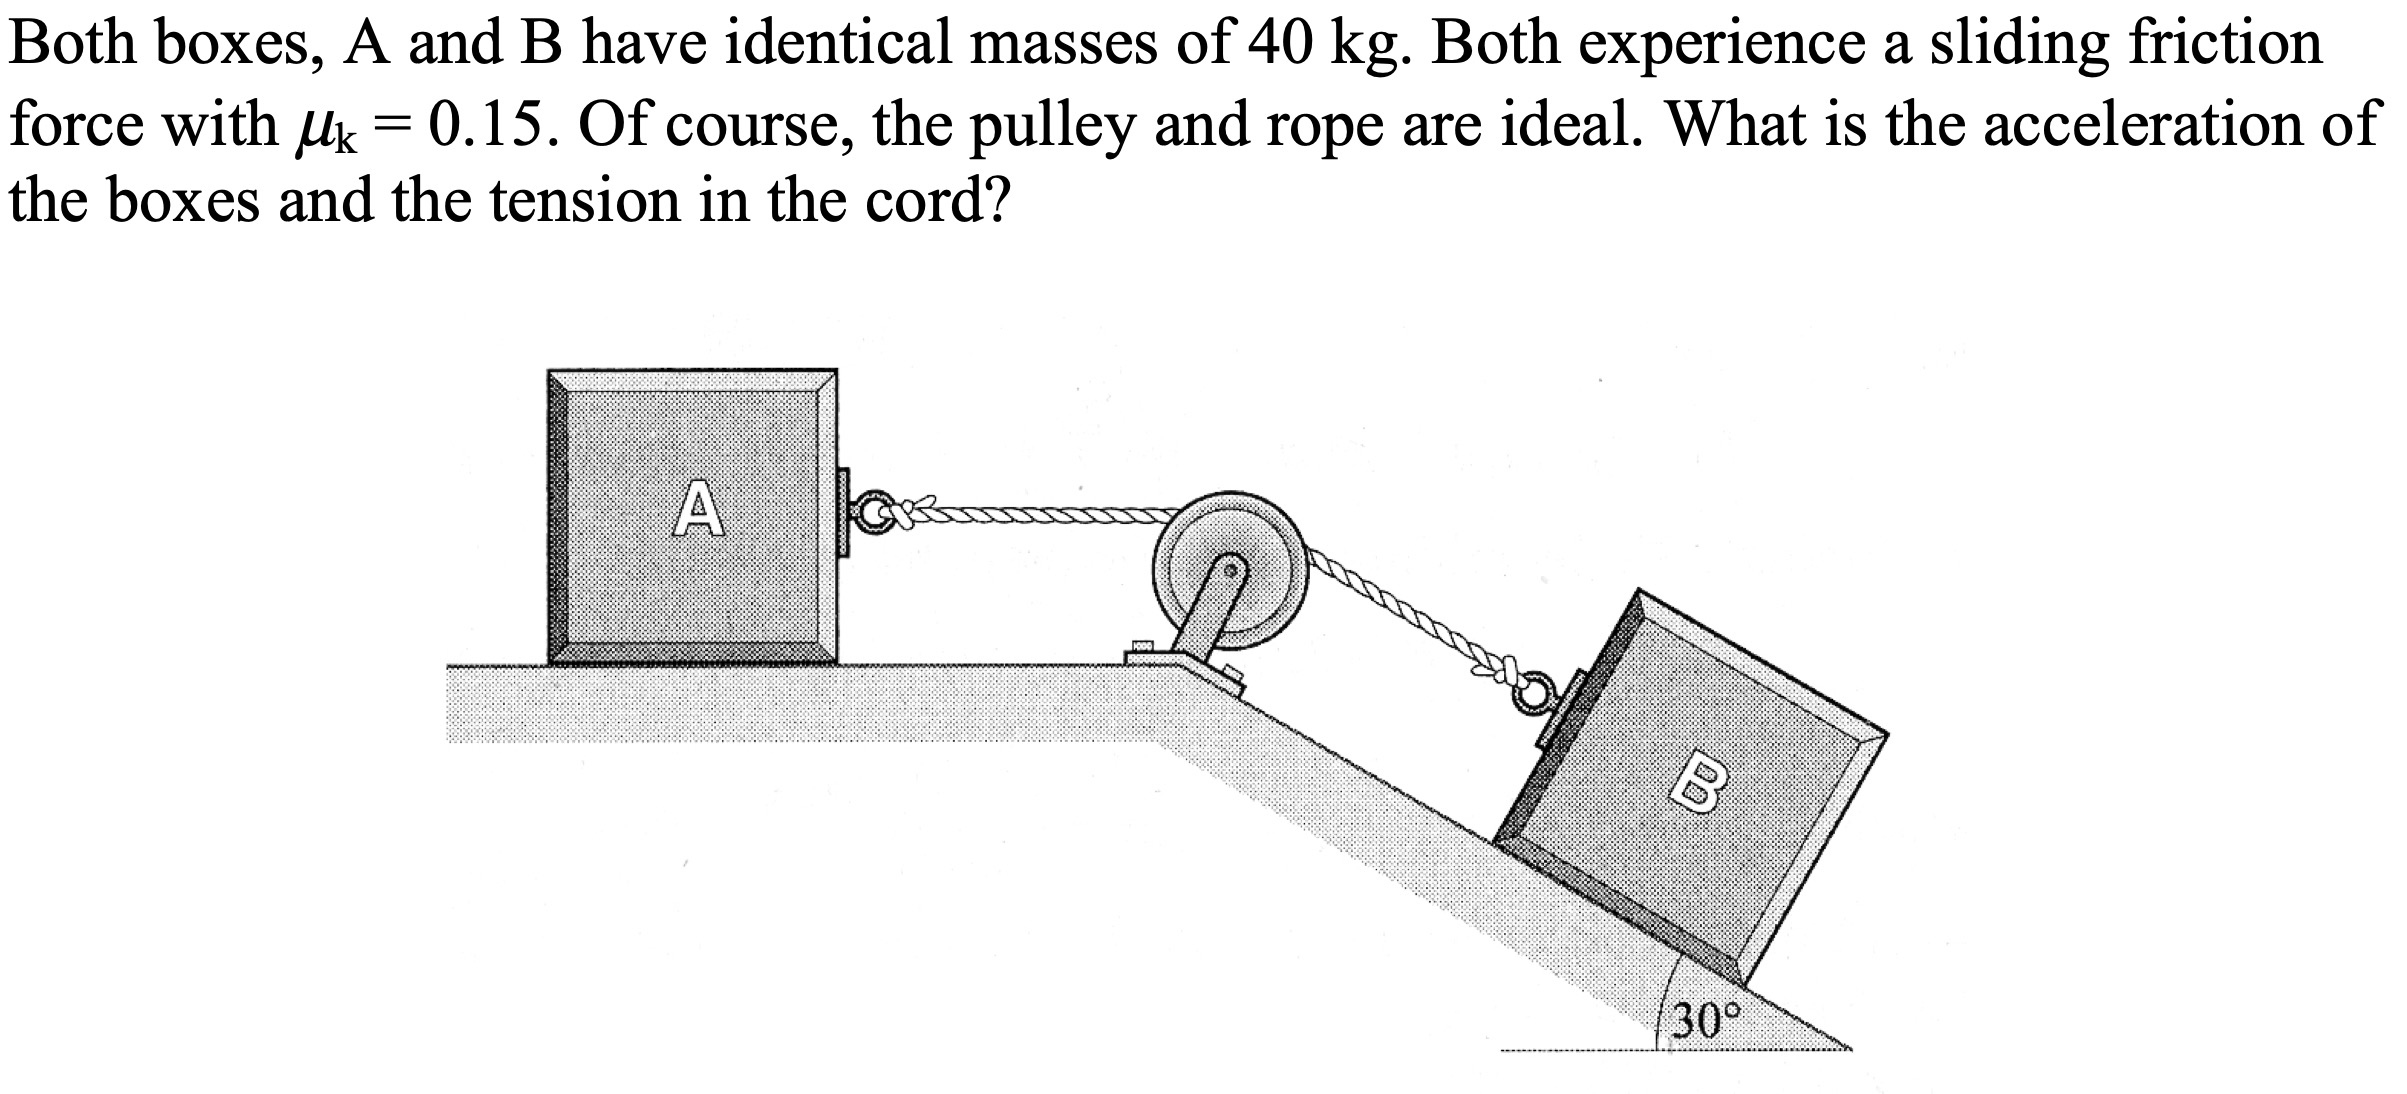 Both boxes, A and B have identical masses of 40 kg. Both experience a sliding friction
force with μk = 0.15. Of course, the pulley and rope are ideal. What is the acceleration of
the boxes and the tension in the cord?
A
B
30°